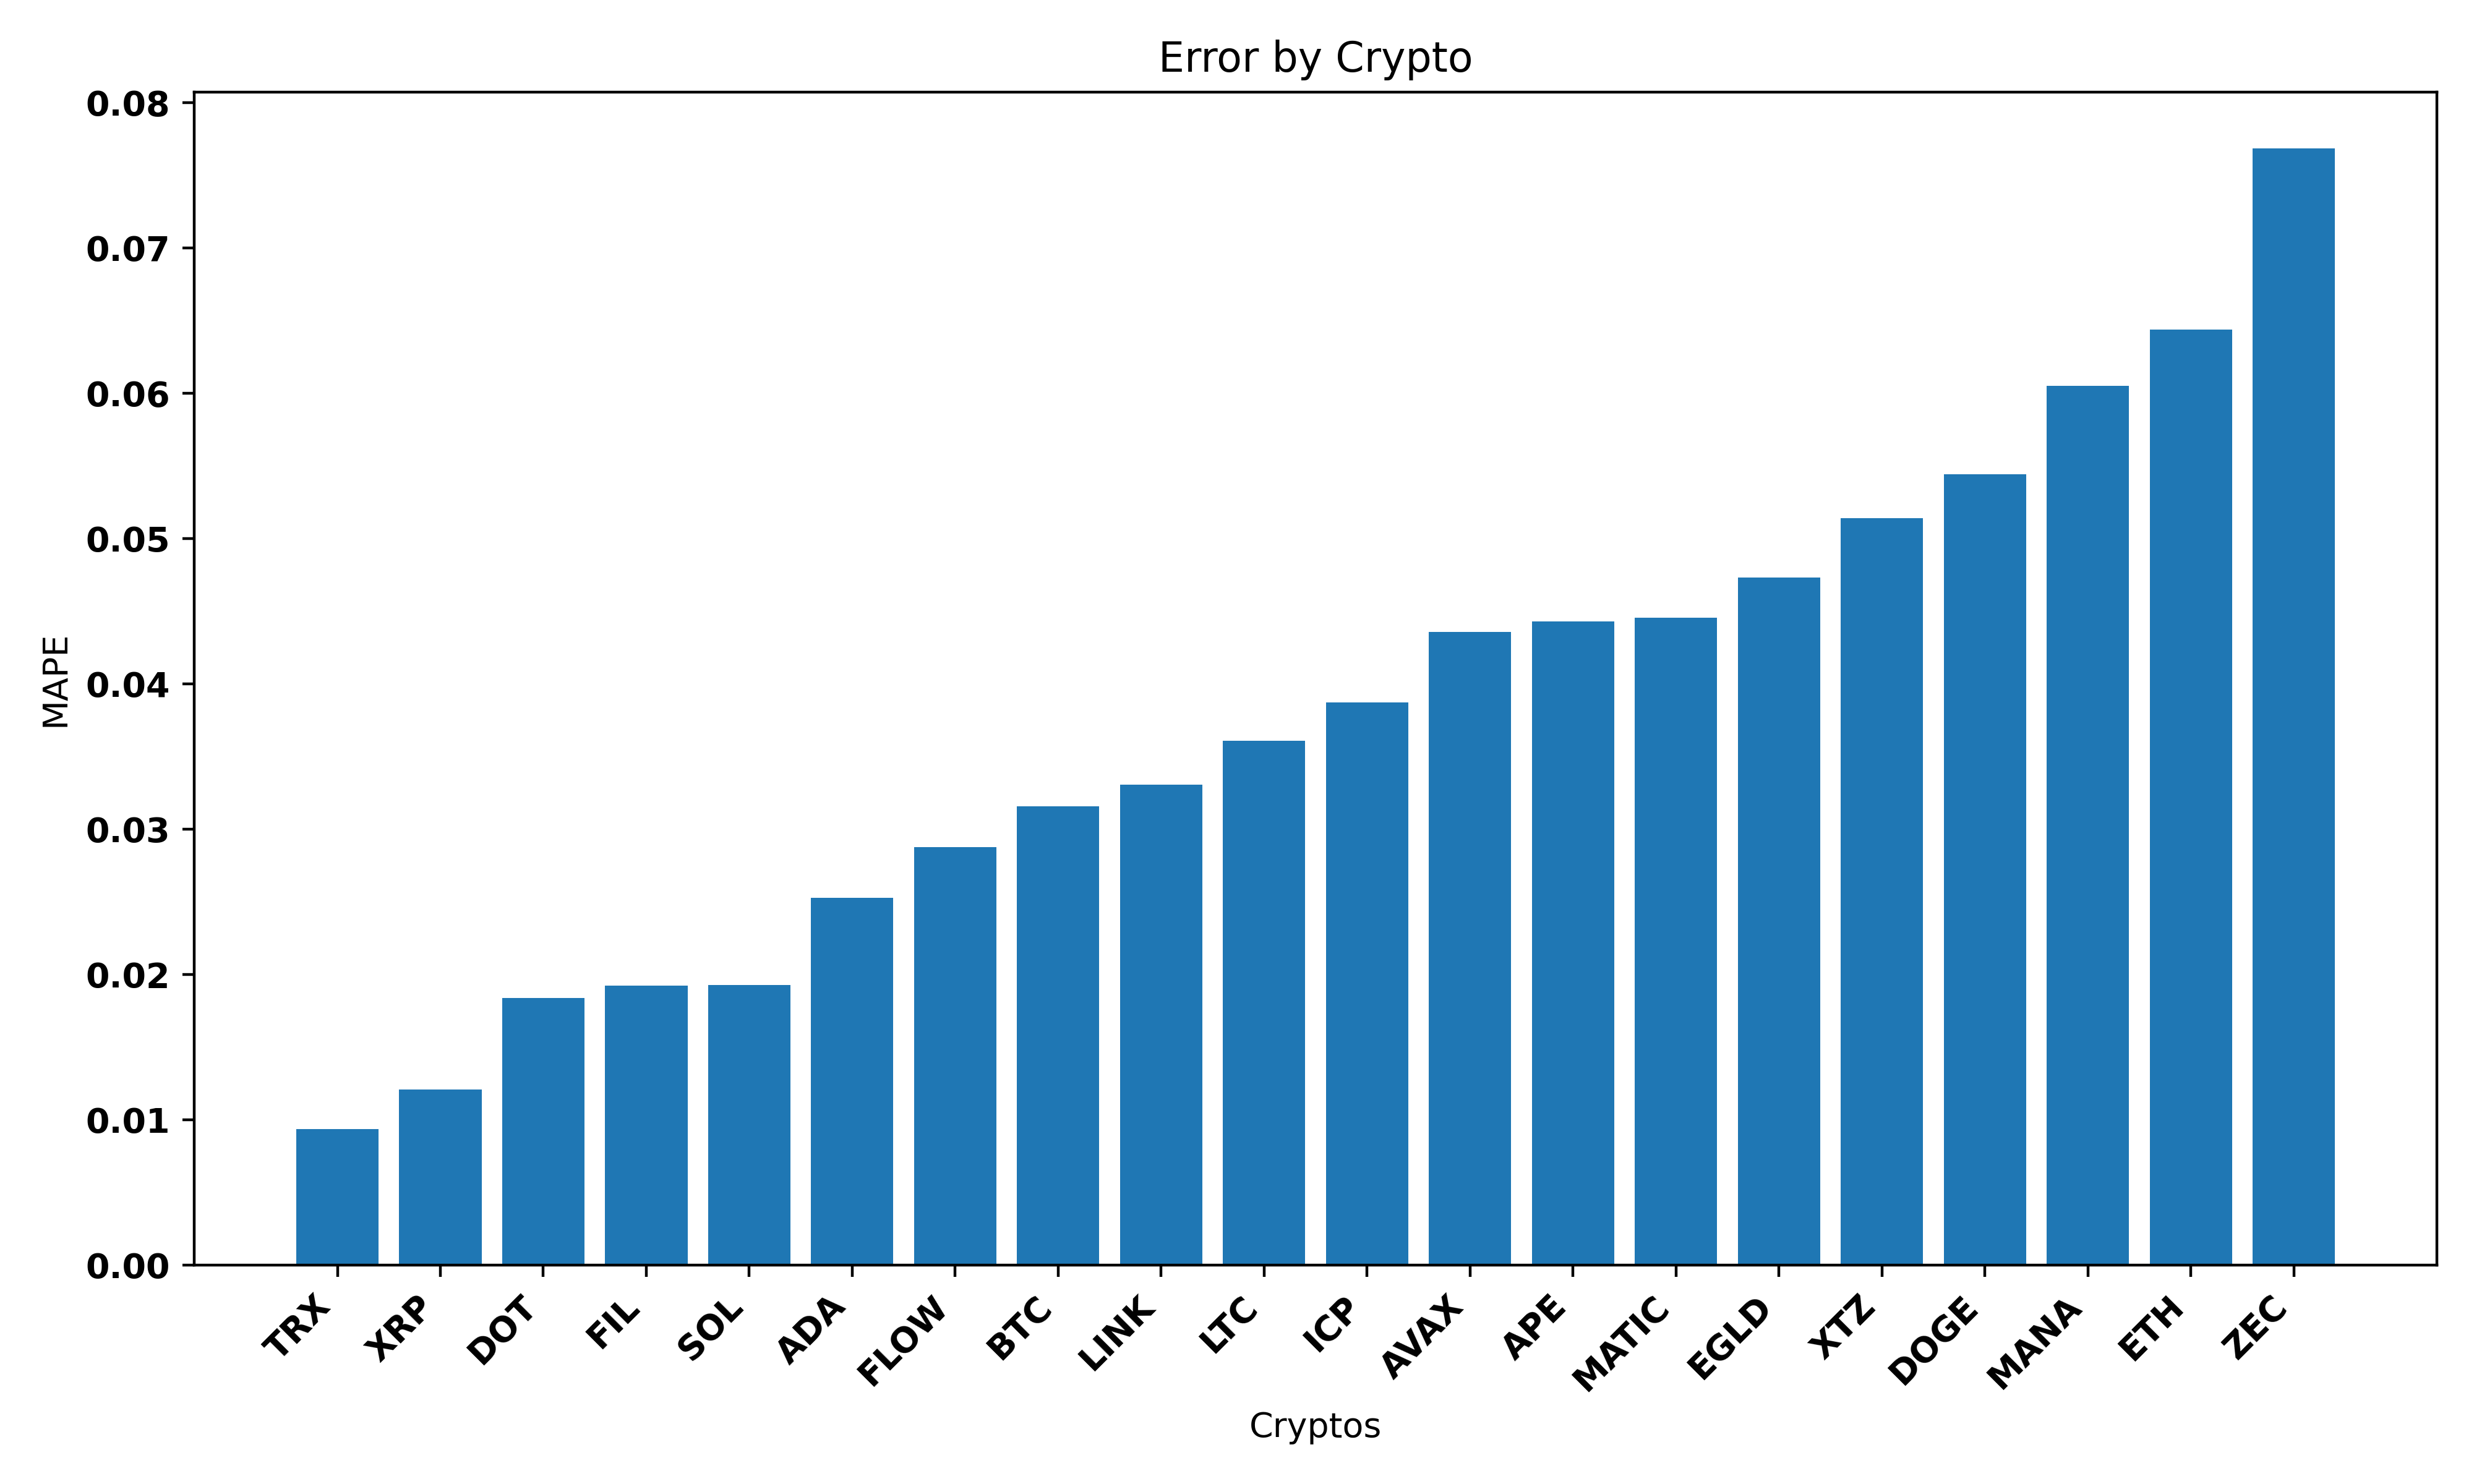 Error by Crypto
0.08
0.07
0.06
0.05
0.04
0.03
0.02
0.01
0.00
MAPE
TRX
XRP
DOT
FIL
SOL
ADA
FLOW
BTC
LINK
LTC
ICP
AVAX
APE
MATIC
EGLD
XTZ
DOGE
MANA
ETH
ZEC
Cryptos